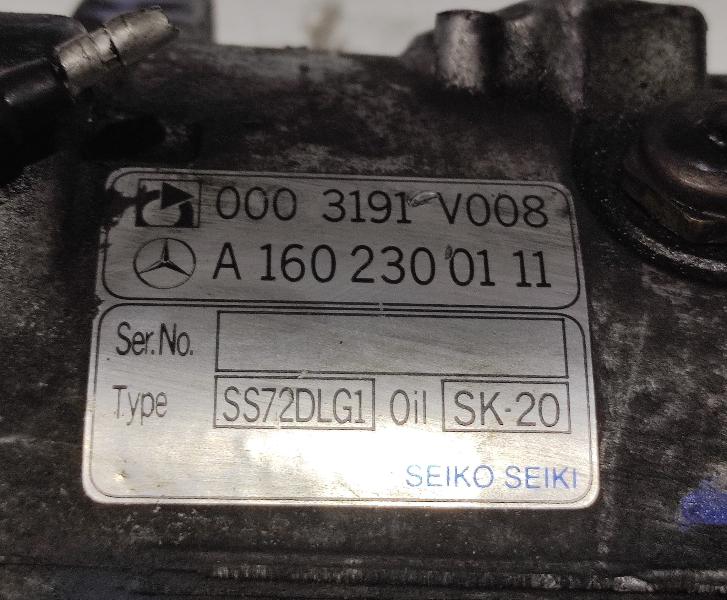 000 3191 V008
A 160 230 01 11
Ser.No.
Type SS72DLG1 Oil SK-20
SEIKO SEIKI